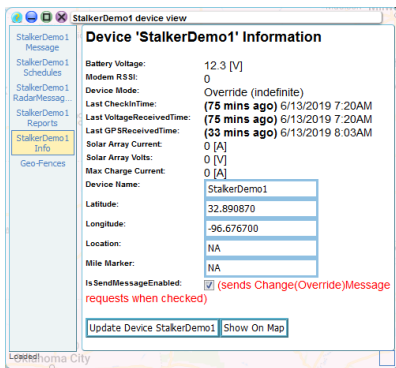 StalkerDemo1 device view
StalkerDemo1
Message
StalkerDemo1
Schedules
StalkerDemo1
RadarMessag...
StalkerDemo1
Reports
StalkerDemo1
Info
Geo-Fences
Device 'StalkerDemo1' Information
Battery Voltage: 12.3 [V]
Modem RSSI: 0
Device Mode: Override (indefinite)
Last CheckInTime: (75 mins ago) 6/13/2019 7:20AM
Last VoltageReceivedTime: (75 mins ago) 6/13/2019 7:20AM
Last GPSReceivedTime: (33 mins ago) 6/13/2019 8:03AM
Solar Array Current: 0 [A]
Solar Array Volts: 0 [V]
Max Charge Current: 0 [A]
Device Name: StalkerDemo1
Latitude: 32.890870
Longitude: -96.676700
Location: NA
Mile Marker: NA
IsSendMessageEnabled: (sends Change(Override)Message
requests when checked)
Update Device StalkerDemo1 Show On Map
Loaded!
Oklahoma City